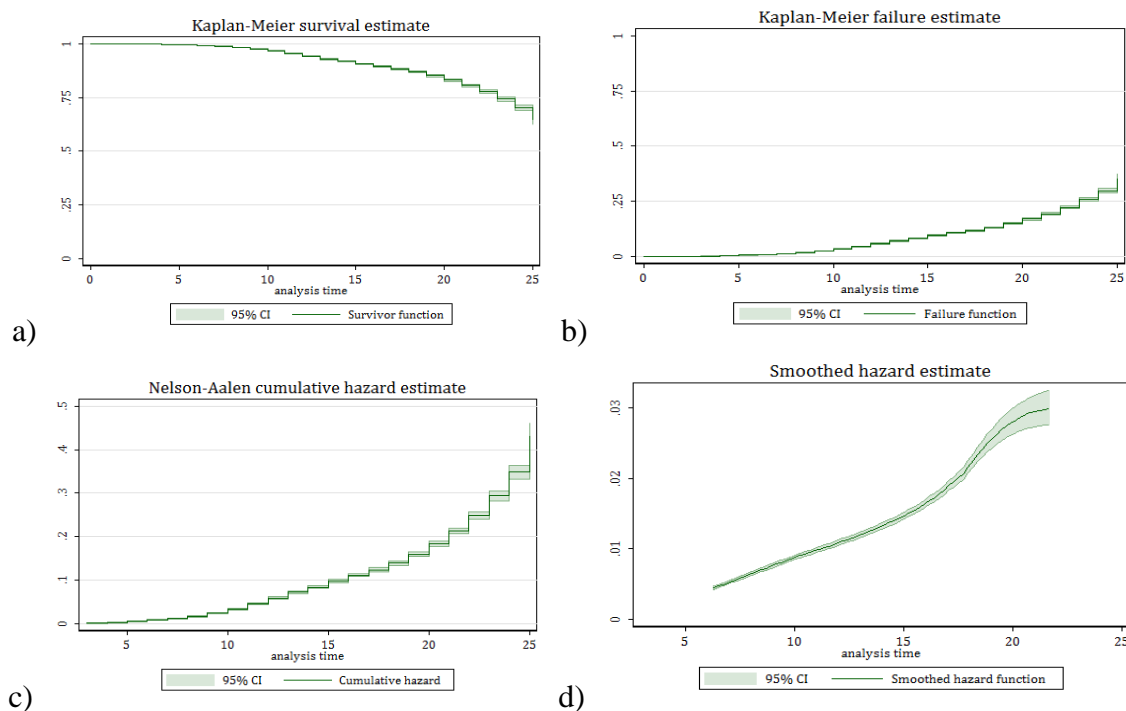 Kaplan-Meier survival estimate
1
.75
.5
.25
0
0 5 10 15 20 25
analysis time
95% CI Survivor function
a)
Kaplan-Meier failure estimate
1
.75
.5
.25
0
0 5 10 15 20 25
analysis time
95% CI Failure function
b)
Nelson-Aalen cumulative hazard estimate
.5
.4
.3
.2
.1
0
5 10 15 20 25
analysis time
95% CI Cumulative hazard
c)
Smoothed hazard estimate
.03
.02
.01
0
5 10 15 20 25
analysis time
95% CI Smoothed hazard function
d)